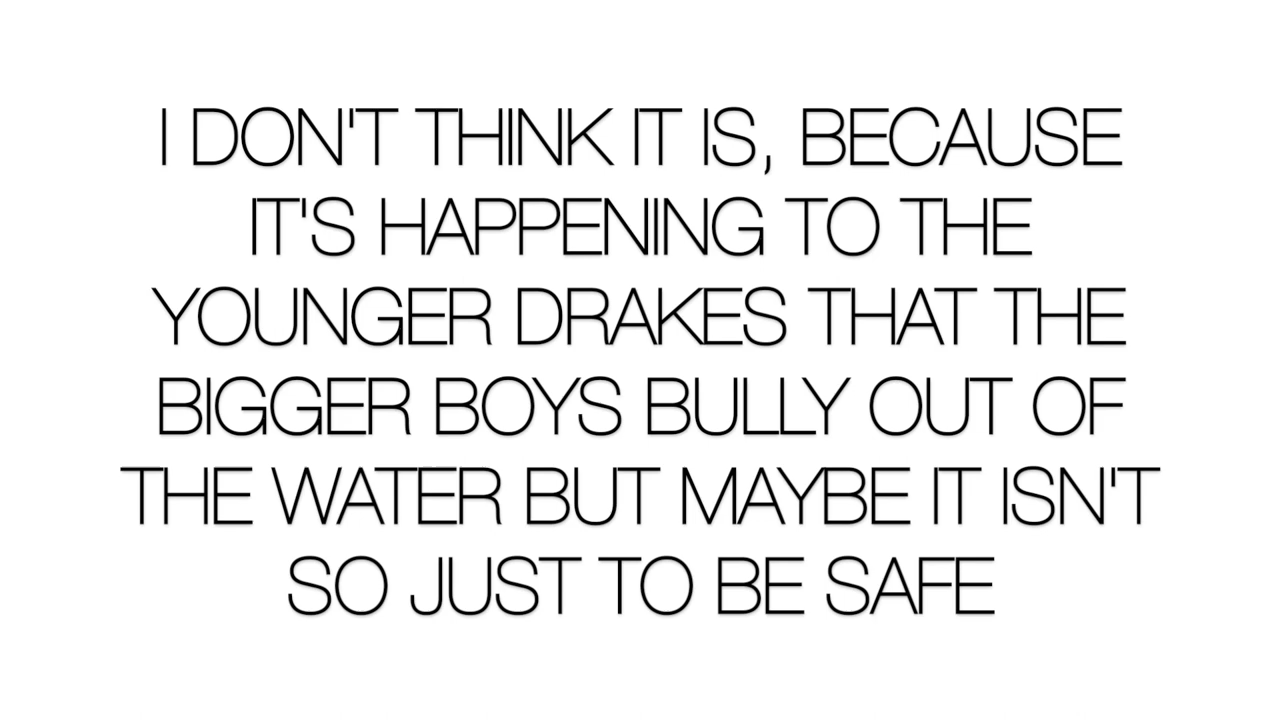 I DON'T THINK IT IS, BECAUSE
IT'S HAPPENING TO THE
YOUNGER DRAKES THAT THE
BIGGER BOYS BULLY OUT OF
THE WATER BUT MAYBE IT ISN'T
SO JUST TO BE SAFE